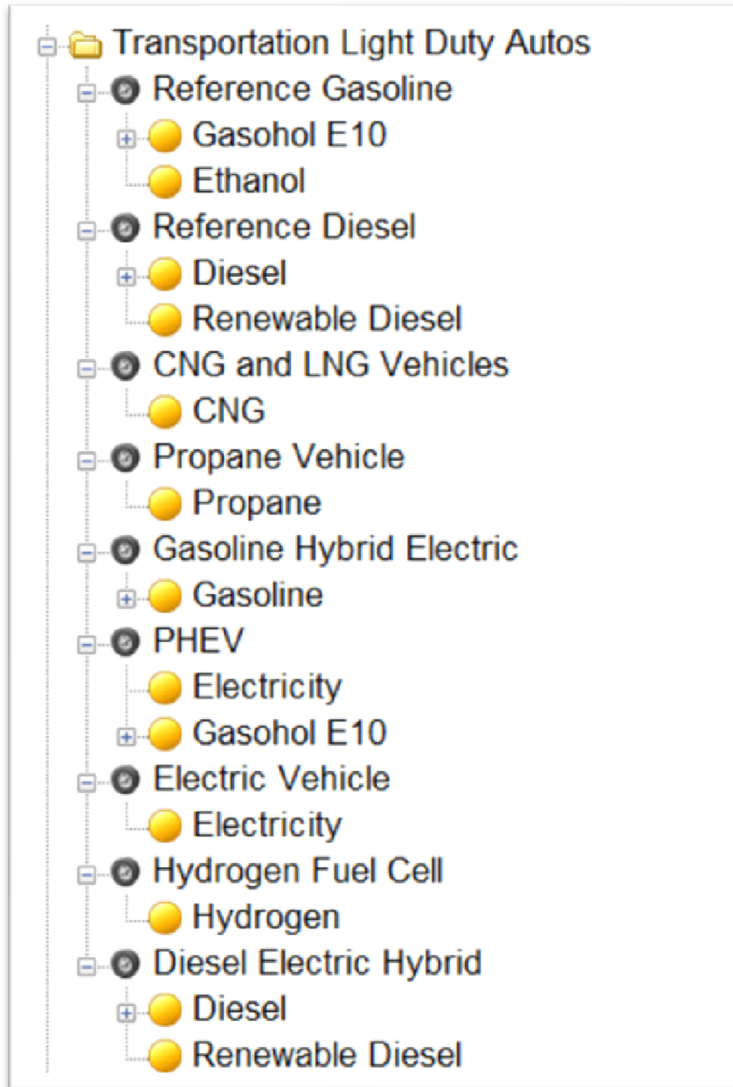 Transportation Light Duty Autos
Reference Gasoline
Gasohol E10
Ethanol
Reference Diesel
Diesel
Renewable Diesel
CNG and LNG Vehicles
CNG
Propane Vehicle
Propane
Gasoline Hybrid Electric
Gasoline
PHEV
Electricity
Gasohol E10
Electric Vehicle
Electricity
Hydrogen Fuel Cell
Hydrogen
Diesel Electric Hybrid
Diesel
Renewable Diesel